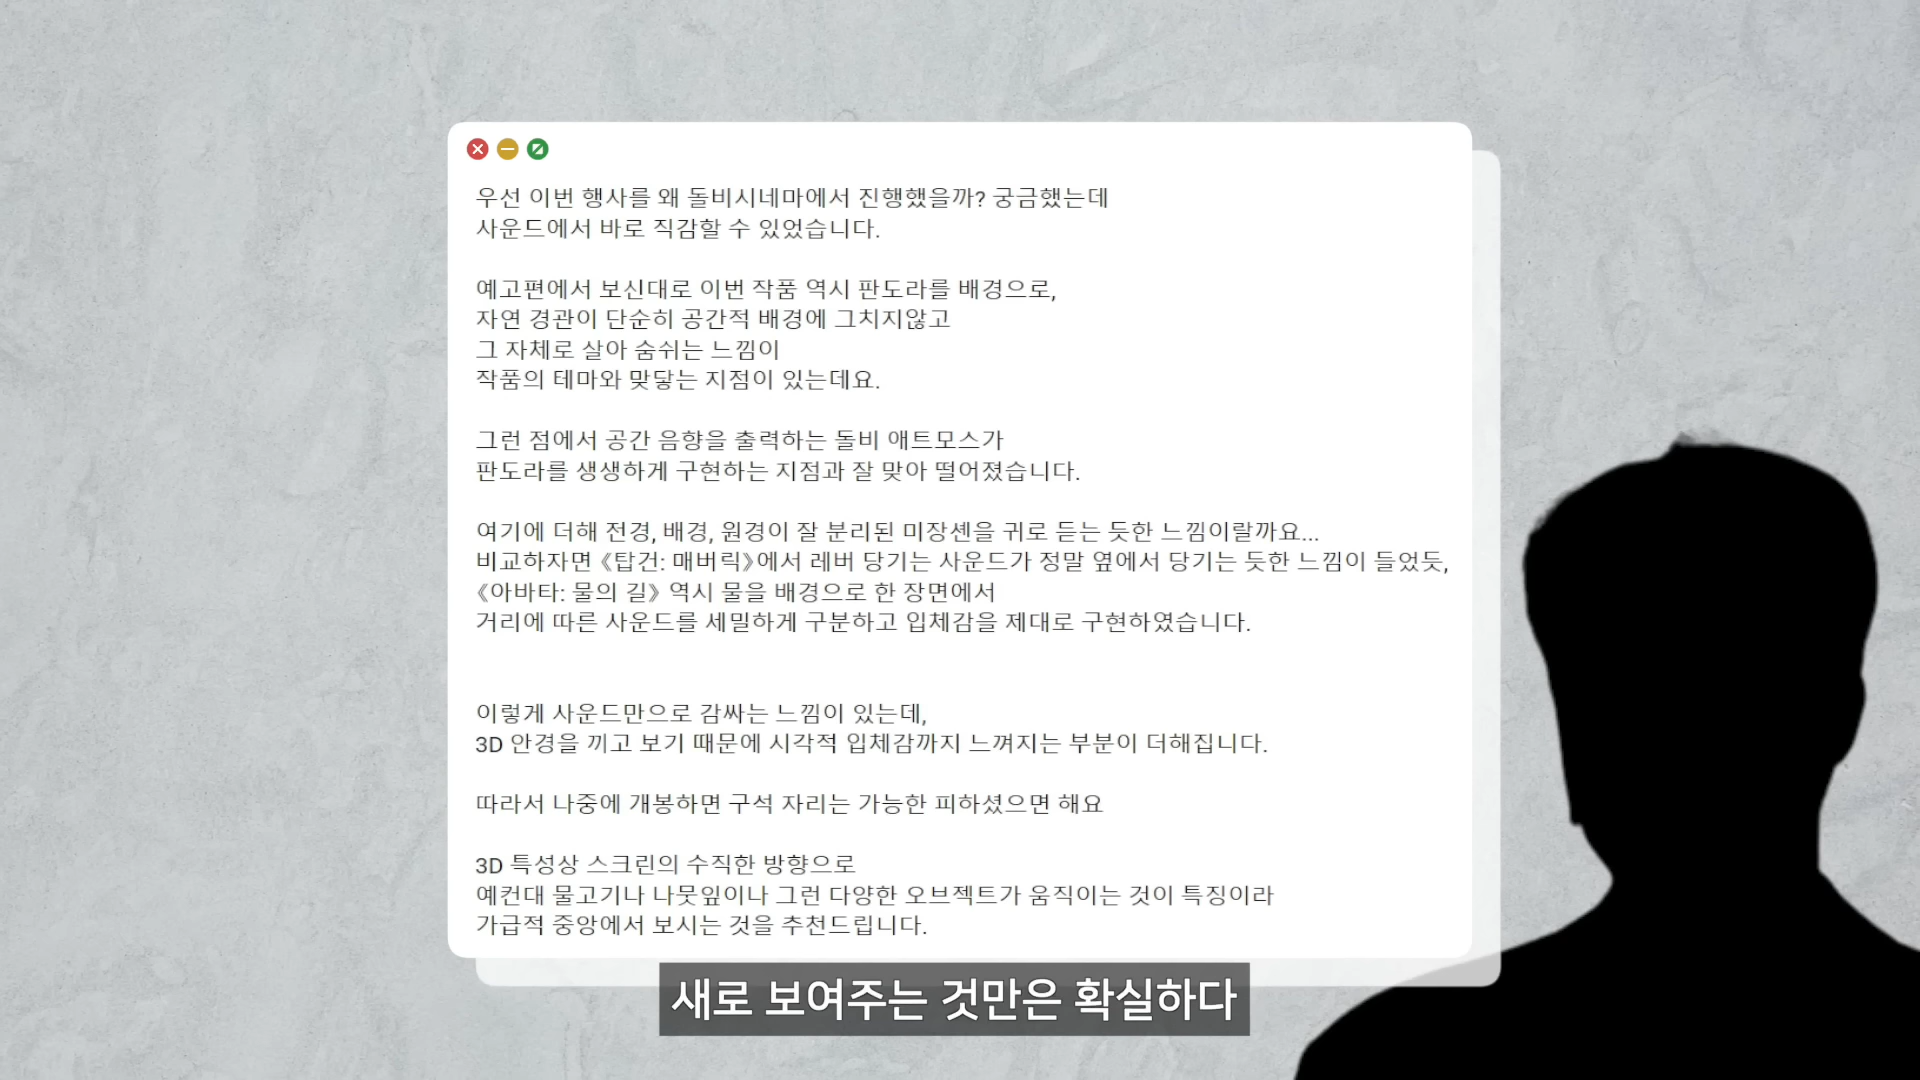 우선 이번 행사를 왜 돌비시네마에서 진행했을까? 궁금했는데
사운드에서 바로 직감할 수 있었습니다.
예고편에서 보신대로 이번 작품 역시 판도라를 배경으로,
자연 경관이 단순히 공간적 배경에 그치지않고
그 자체로 살아 숨쉬는 느낌이
작품의 테마와 맞닿는 지점이 있는데요.
그런 점에서 공간 음향을 출력하는 돌비 애트모스가
판도라를 생생하게 구현하는 지점과 잘 맞아 떨어졌습니다.
여기에 더해 전경, 배경, 원경이 잘 분리된 미장셴을 귀로 듣는 듯한 느낌이랄까요...
비교하자면 《탑건: 매버릭》에서 레버 당기는 사운드가 정말 옆에서 당기는 듯한 느낌이 들었듯,
《아바타: 물의 길》 역시 물을 배경으로 한 장면에서
거리에 따른 사운드를 세밀하게 구분하고 입체감을 제대로 구현하였습니다.
이렇게 사운드만으로 감싸는 느낌이 있는데,
3D 안경을 끼고 보기 때문에 시각적 입체감까지 느껴지는 부분이 더해집니다.
따라서 나중에 개봉하면 구석 자리는 가능한 피하셨으면 해요
3D 특성상 스크린의 수직한 방향으로
예컨대 물고기나 나뭇잎이나 그런 다양한 오브젝트가 움직이는 것이 특징이라
가급적 중앙에서 보시는 것을 추천드립니다.
새로 보여주는 것만은 확실하다